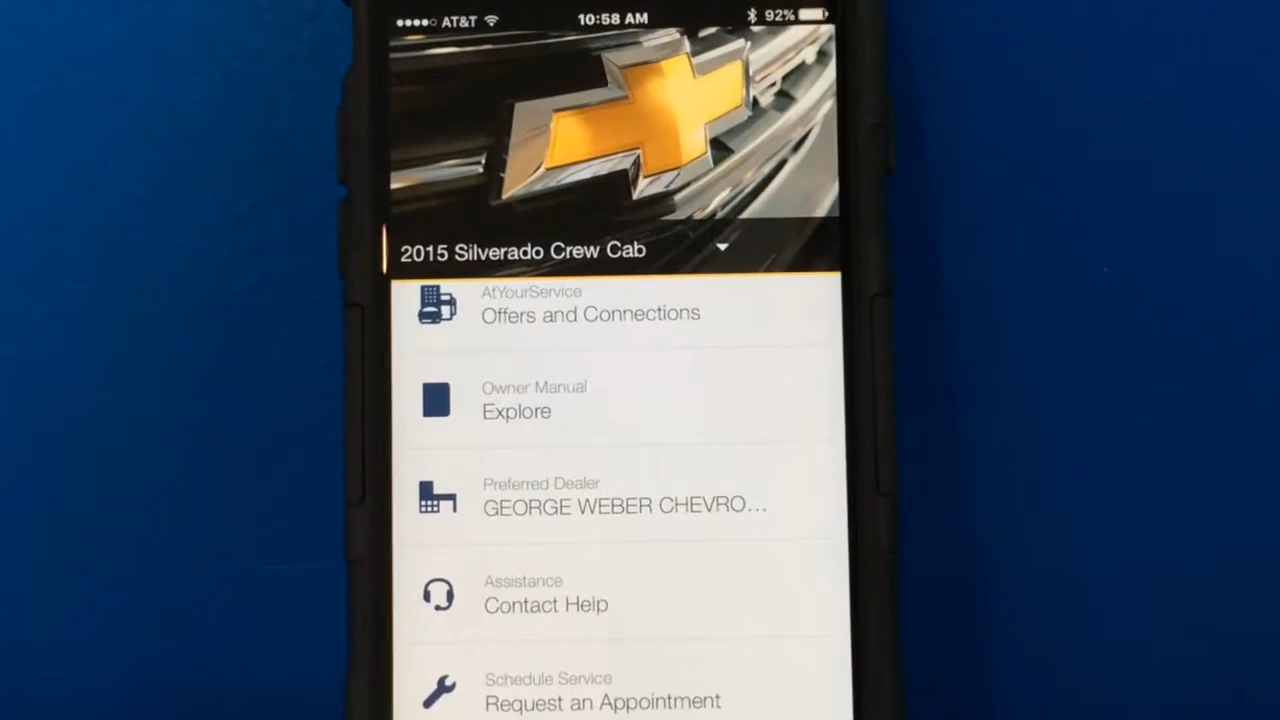 AT&T 10:58 AM 92%
2015 Silverado Crew Cab
AtYourService
Offers and Connections
Owner Manual
Explore
Preferred Dealer
GEORGE WEBER CHEVRO...
Assistance
Contact Help
Schedule Service
Request an Appointment